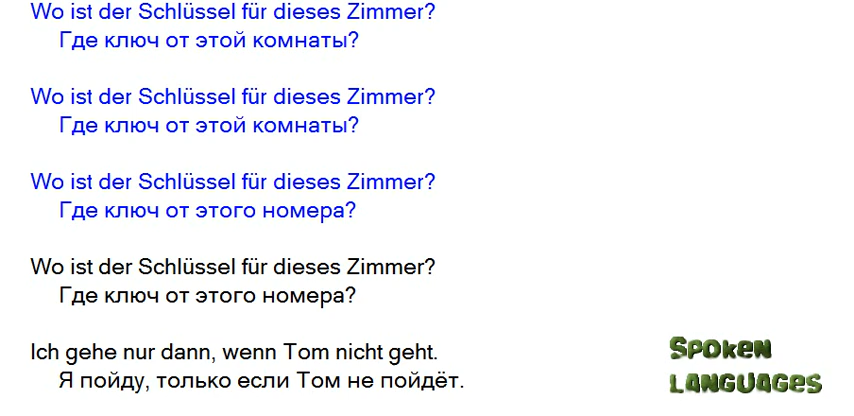 Wo ist der Schlüssel für dieses Zimmer?
Где ключ от этой комнаты?
Wo ist der Schlüssel für dieses Zimmer?
Где ключ от этой комнаты?
Wo ist der Schlüssel für dieses Zimmer?
Где ключ от этого номера?
Wo ist der Schlüssel für dieses Zimmer?
Где ключ от этого номера?
Ich gehe nur dann, wenn Tom nicht geht.
Я пойду, только если Том не пойдёт.
SPOKEN
LANGUAGES